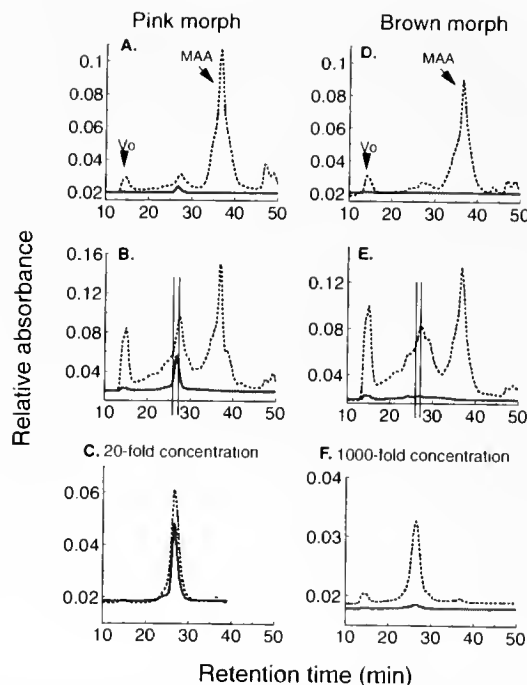 Pink morph
Brown morph
A.
MAA
Vo
0.1
0.08
0.06
0.04
0.02
10 20 30 40 50
D.
MAA
Vo
0.1
0.08
0.06
0.04
0.02
10 20 30 40 50
Relative absorbance
B.
0.16
0.12
0.08
0.04
10 20 30 40 50
E.
0.16
0.12
0.08
0.04
10 20 30 40 50
C. 20-fold concentration
0.06
0.04
0.02
10 20 30 40 50
F. 1000-fold concentration
0.04
0.03
0.02
10 20 30 40 50
Retention time (min)